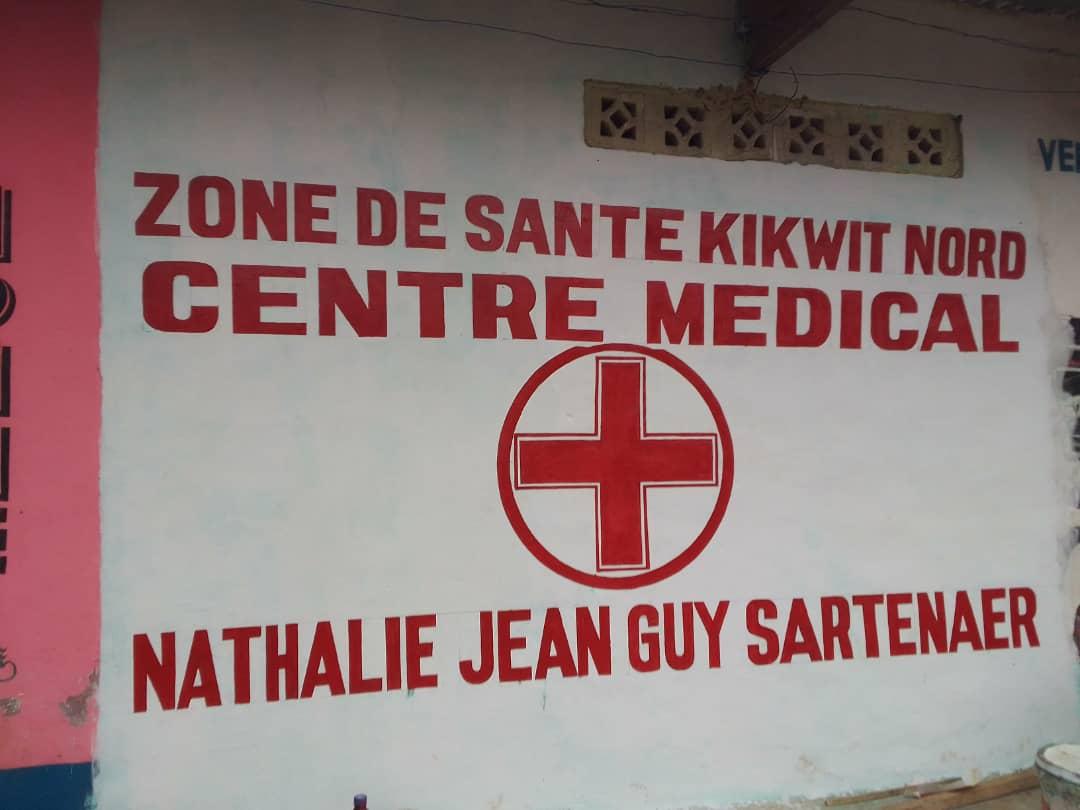 ZONE DE SANTE KIKWIT NORD
CENTRE MEDICAL
NATHALIE JEAN GUY SARTENAER